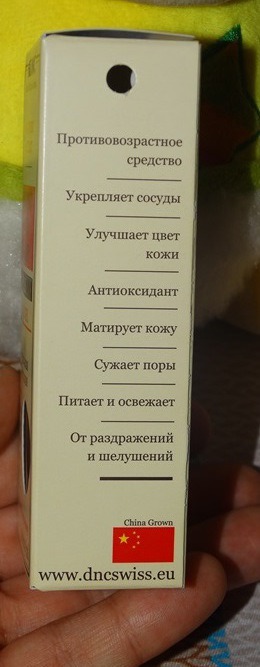 Противовозрастное
средство
Укрепляет сосуды
Улучшает цвет
кожи
Антиоксидант
Матирует кожу
Сужает поры
Питает и освежает
От раздражений
и шелушений
China Grown
www.dncswiss.eu